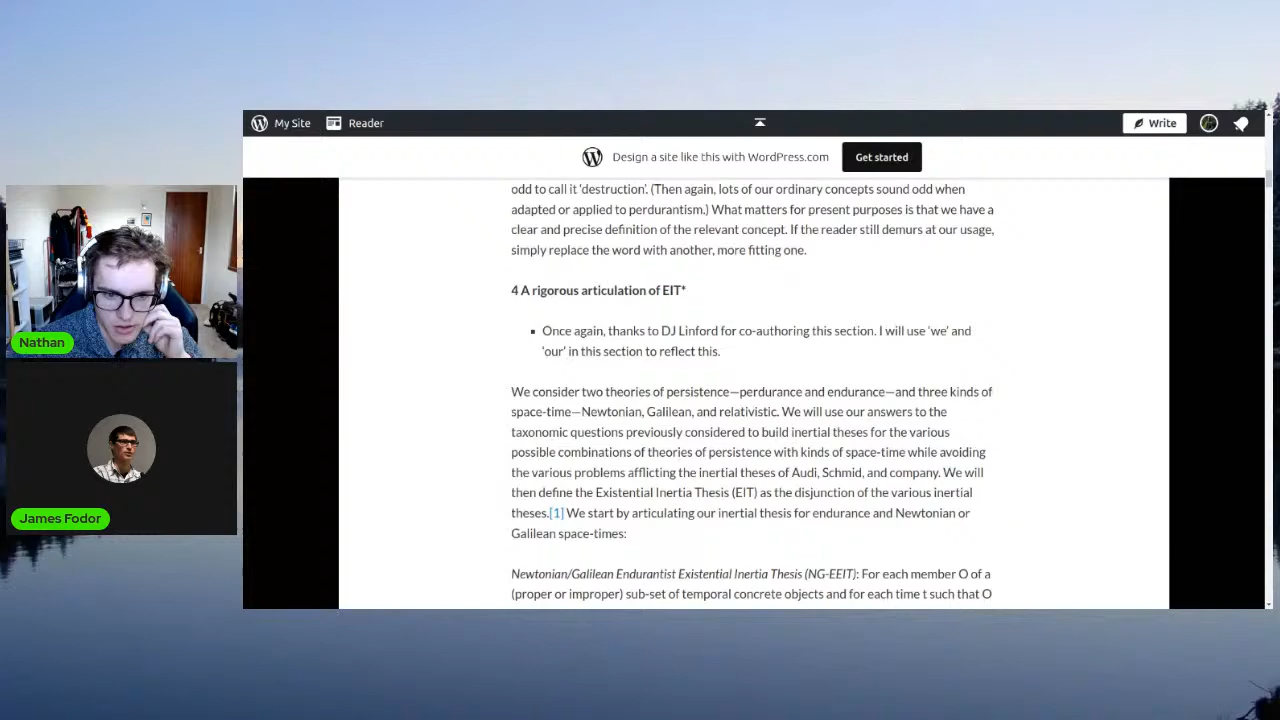 My Site
Reader
Write
Design a site like this with WordPress.com
Get started
odd to call it ‘destruction’. (Then again, lots of our ordinary concepts sound odd when
adapted or applied to perdurantism.) What matters for present purposes is that we have a
clear and precise definition of the relevant concept. If the reader still demurs at our usage,
simply replace the word with another, more fitting one.
4 A rigorous articulation of EIT*
Once again, thanks to DJ Linford for co-authoring this section. I will use ‘we’ and
‘our’ in this section to reflect this.
We consider two theories of persistence—perdurance and endurance—and three kinds of
space-time—Newtonian, Galilean, and relativistic. We will use our answers to the
taxonomic questions previously considered to build inertial theses for the various
possible combinations of theories of persistence with kinds of space-time while avoiding
the various problems afflicting the inertial theses of Audi, Schmid, and company. We will
then define the Existential Inertia Thesis (EIT) as the disjunction of the various inertial
theses.[1] We start by articulating our inertial thesis for endurance and Newtonian or
Galilean space-times:
Newtonian/Galilean Endurantist Existential Inertia Thesis (NG-EEIT): For each member O of a
(proper or improper) sub-set of temporal concrete objects and for each time t such that O
Nathan
James Fodor